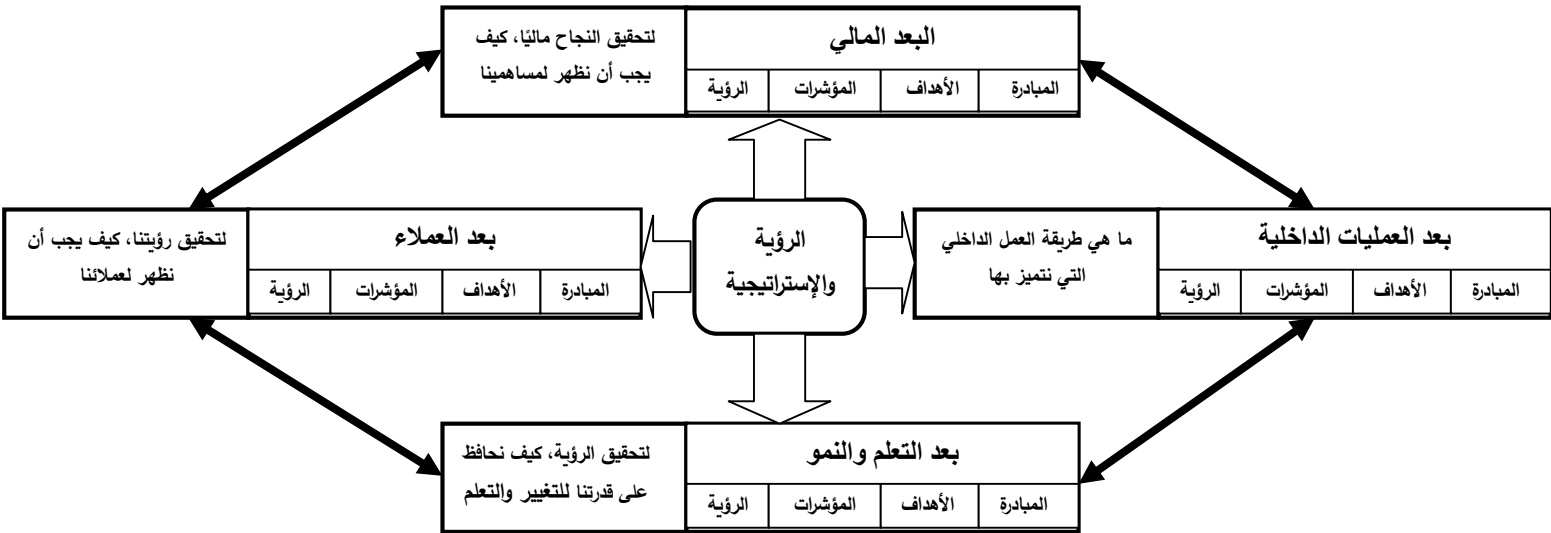 البعد المالي
المبادرة الأهداف المؤشرات الرؤية
لتحقيق النجاح ماليًا، كيف
يجب أن نظهر لمساهمينا
بعد العمليات الداخلية
المبادرة الأهداف المؤشرات الرؤية
ما هي طريقة العمل الداخلي
التي نتميز بها
الرؤية
والإستراتيجية
بعد العملاء
المبادرة الأهداف المؤشرات الرؤية
لتحقيق رؤيتنا، كيف يجب أن
نظهر لعملائنا
بعد التعلم والنمو
المبادرة الأهداف المؤشرات الرؤية
لتحقيق الرؤية، كيف نحافظ
على قدرتنا للتغيير والتعلم